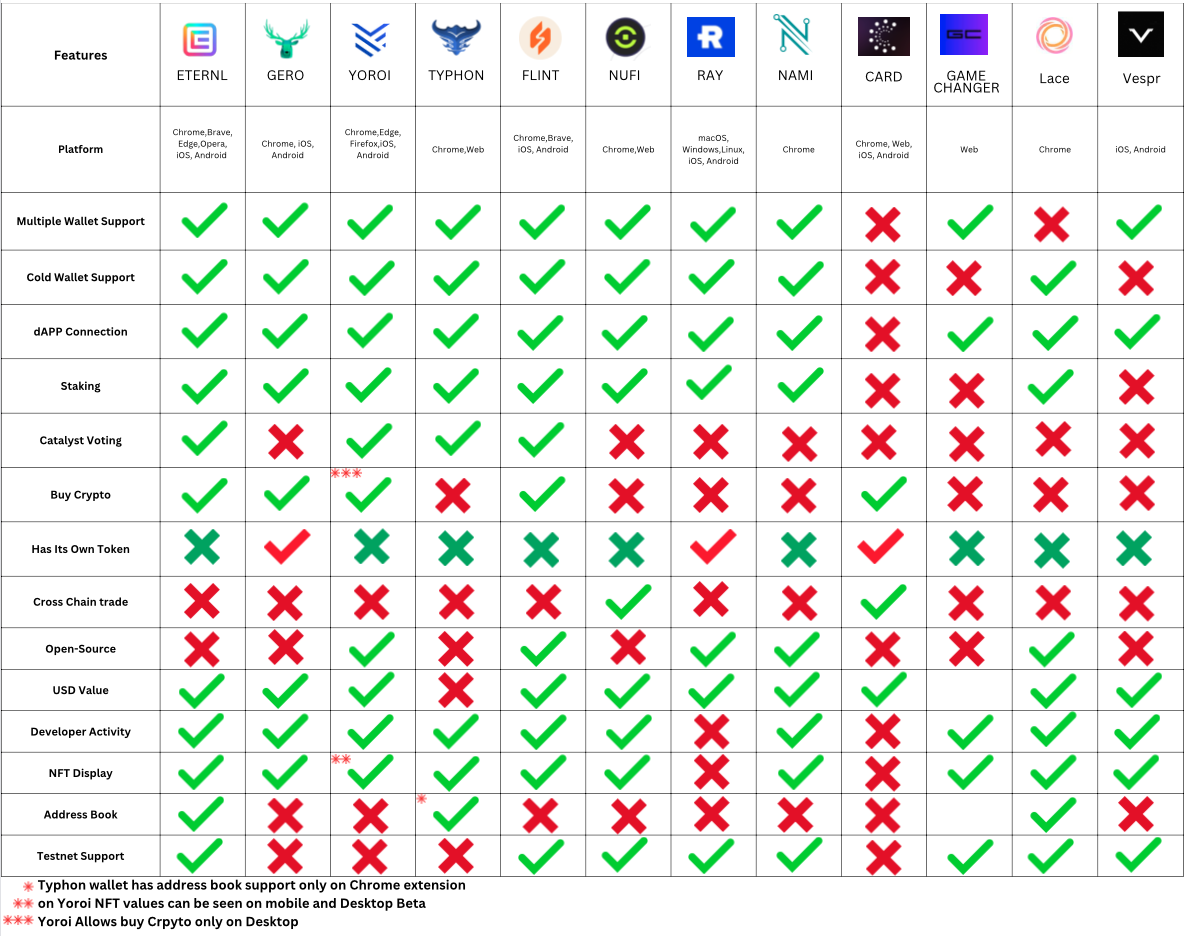 Features
ETERNL
GERO
YOROI
TYPHON
FLINT
NUFI
RAY
NAMI
CARD
GC
GAME
CHANGER
Lace
Vespr
Platform
Chrome,Brave,
Edge,Opera,
iOS, Android
Chrome, iOS,
Android
Chrome,Edge,
Firefox,iOS,
Android
Chrome,Web
Chrome,Brave,
iOS, Android
Chrome,Web
macOS,
Windows,Linux,
iOS, Android
Chrome
Chrome, Web,
iOS, Android
Web
Chrome
iOS, Android
Multiple Wallet Support
Cold Wallet Support
dAPP Connection
Staking
Catalyst Voting
Buy Crypto
***
Has Its Own Token
Cross Chain trade
Open-Source
USD Value
Developer Activity
NFT Display
**
Address Book
*
Testnet Support
* Typhon wallet has address book support only on Chrome extension
** on Yoroi NFT values can be seen on mobile and Desktop Beta
*** Yoroi Allows buy Crpyto only on Desktop